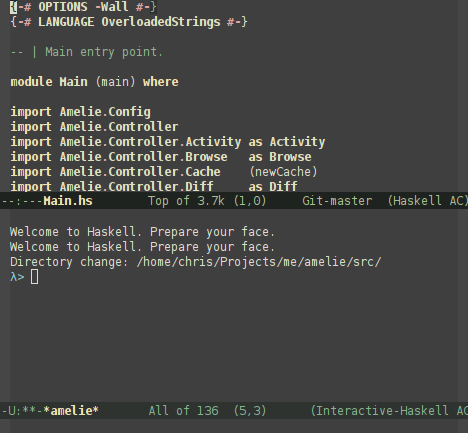 {-# OPTIONS -Wall #-}
{-# LANGUAGE OverloadedStrings #-}
-- | Main entry point.
module Main (main) where
import Amelie.Config
import Amelie.Controller
import Amelie.Controller.Activity as Activity
import Amelie.Controller.Browse   as Browse
import Amelie.Controller.Cache    (newCache)
import Amelie.Controller.Diff     as Diff
--:---Main.hs        Top of 3.7k (1,0)     Git-master  (Haskell AC)
Welcome to Haskell. Prepare your face.
Welcome to Haskell. Prepare your face.
Directory change: /home/chris/Projects/me/amelie/src/
λ>
-U:**-*amelie*       All of 136  (5,3)      (Interactive-Haskell AC